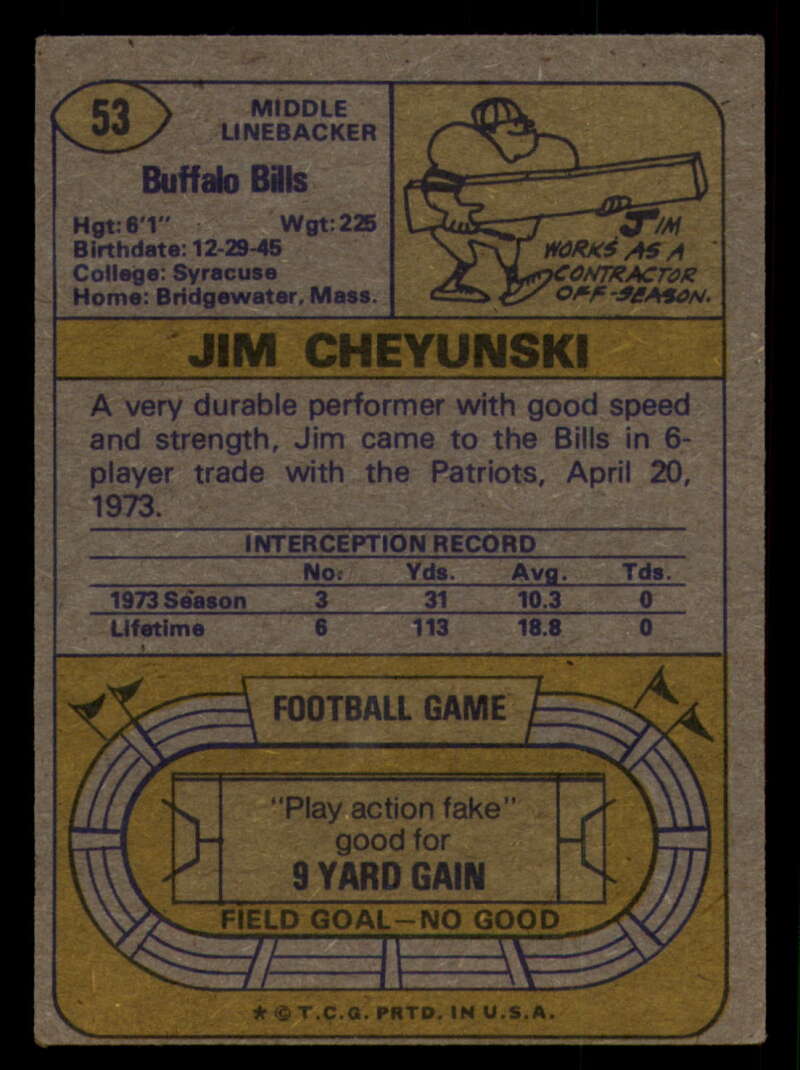 53
MIDDLE
LINEBACKER
Buffalo Bills
Hgt: 6'1" Wgt: 225
Birthdate: 12-29-45
College: Syracuse
Home: Bridgewater, Mass.
JIM
WORKS AS A
CONTRACTOR
OFF-SEASON.
JIM CHEYUNSKI
A very durable performer with good speed
and strength, Jim came to the Bills in 6-
player trade with the Patriots, April 20,
1973.
INTERCEPTION RECORD
No. Yds. Avg. Tds.
1973 Season 3 31 10.3 0
Lifetime 6 113 18.8 0
FOOTBALL GAME
"Play action fake"
good for
9 YARD GAIN
FIELD GOAL—NO GOOD
* © T.C.G. PRTD. IN U.S.A.